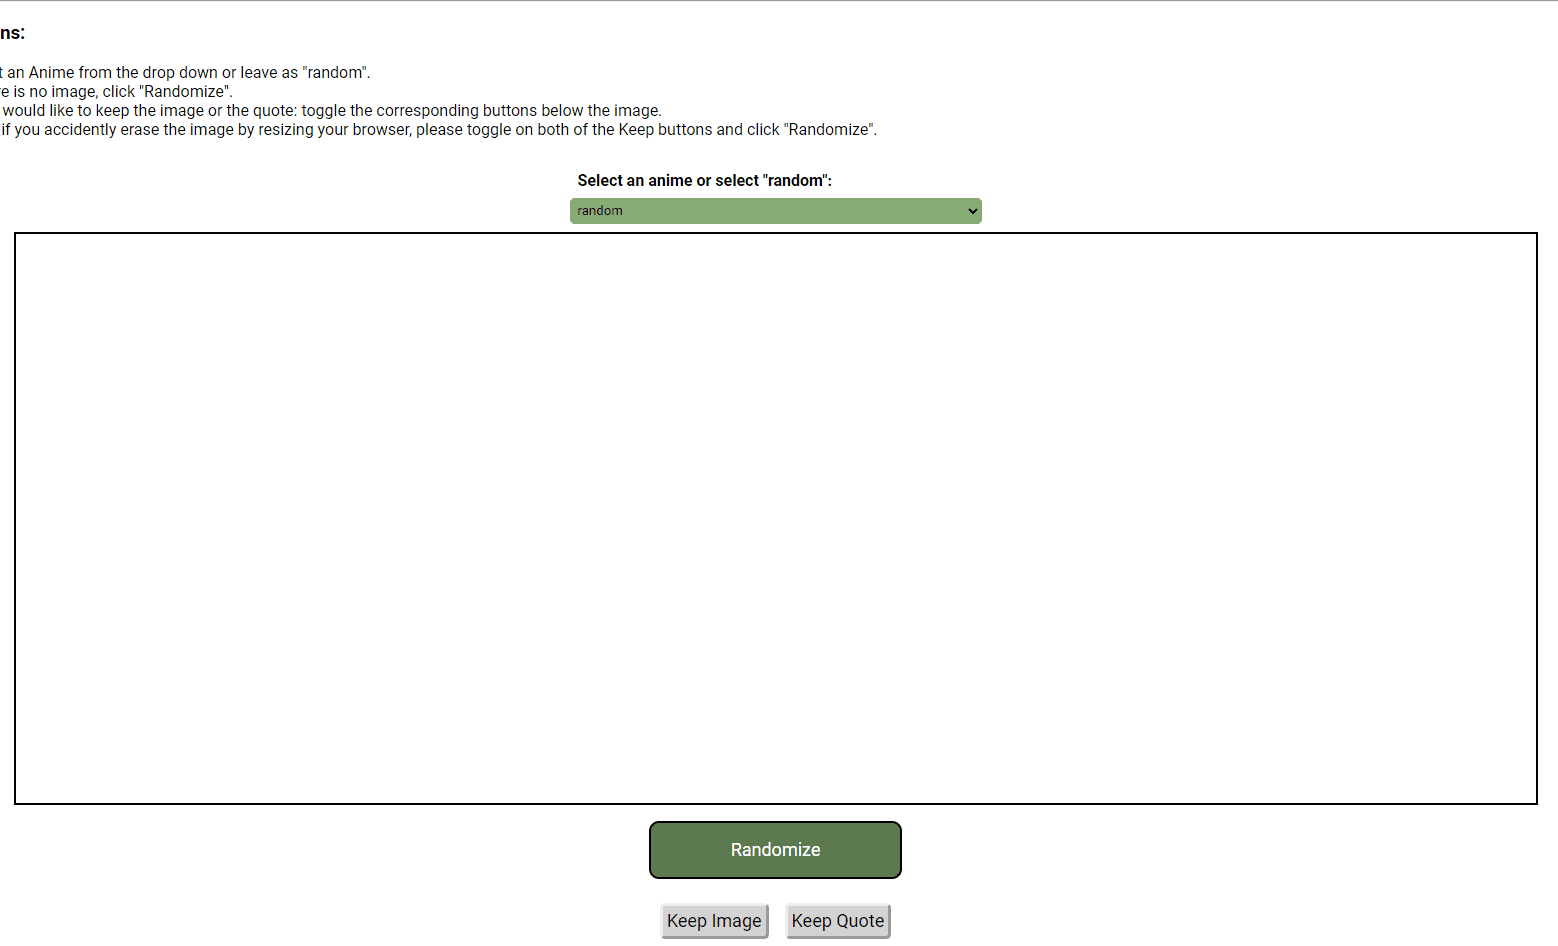 ns:
t an Anime from the drop down or leave as "random".
re is no image, click "Randomize".
would like to keep the image or the quote: toggle the corresponding buttons below the image.
if you accidently erase the image by resizing your browser, please toggle on both of the Keep buttons and click "Randomize".
Select an anime or select "random":
random
Randomize
Keep Image Keep Quote